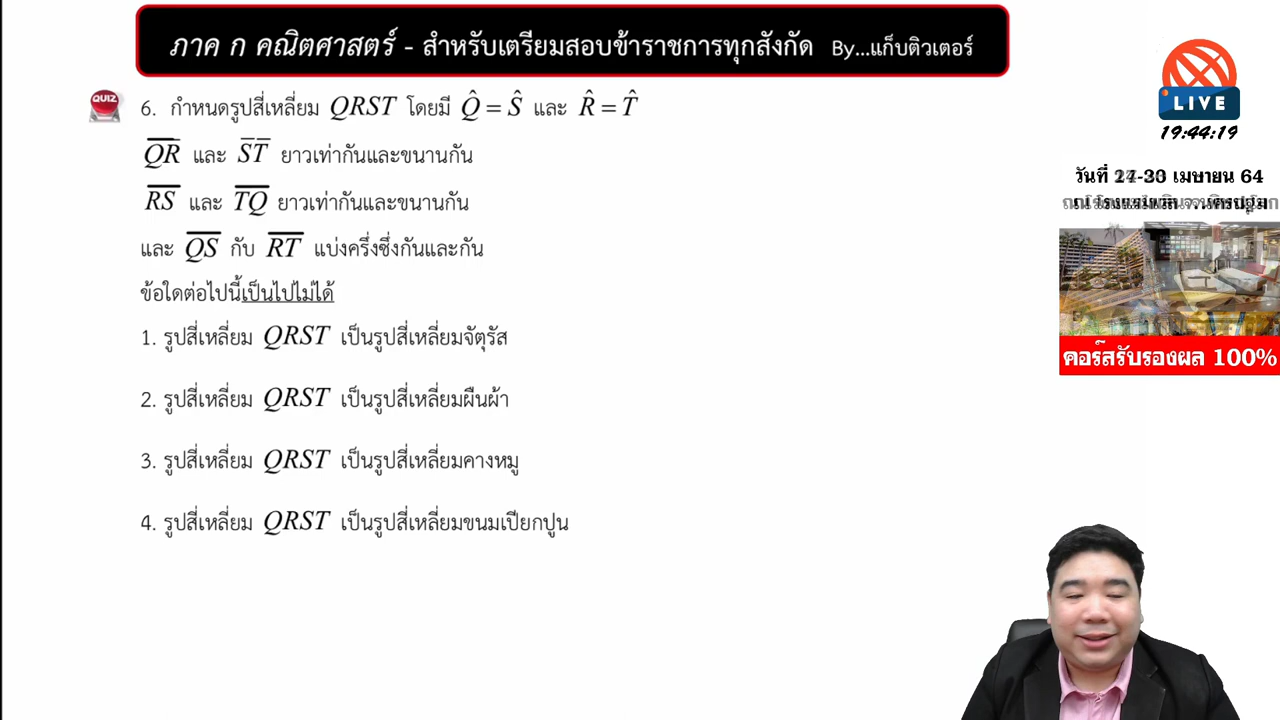 ภาค ก คณิตศาสตร์ - สำหรับเตรียมสอบข้าราชการทุกสังกัด By...แก็บติวเตอร์
LIVE
19:44:19
QUIZ
6. กำหนดรูปสี่เหลี่ยม QRST โดยมี Q̂ = Ŝ และ R̂ = T̂
Q̅R̅ และ S̅T̅ ยาวเท่ากันและขนานกัน
R̅S̅ และ T̅Q̅ ยาวเท่ากันและขนานกัน
และ Q̅S̅ กับ R̅T̅ แบ่งครึ่งซึ่งกันและกัน
ข้อใดต่อไปนี้เป็นไปไม่ได้
1. รูปสี่เหลี่ยม QRST เป็นรูปสี่เหลี่ยมจัตุรัส
2. รูปสี่เหลี่ยม QRST เป็นรูปสี่เหลี่ยมผืนผ้า
3. รูปสี่เหลี่ยม QRST เป็นรูปสี่เหลี่ยมคางหมู
4. รูปสี่เหลี่ยม QRST เป็นรูปสี่เหลี่ยมขนมเปียกปูน
วันที่ เมษายน 64
คอร์สรับรองผล 100%